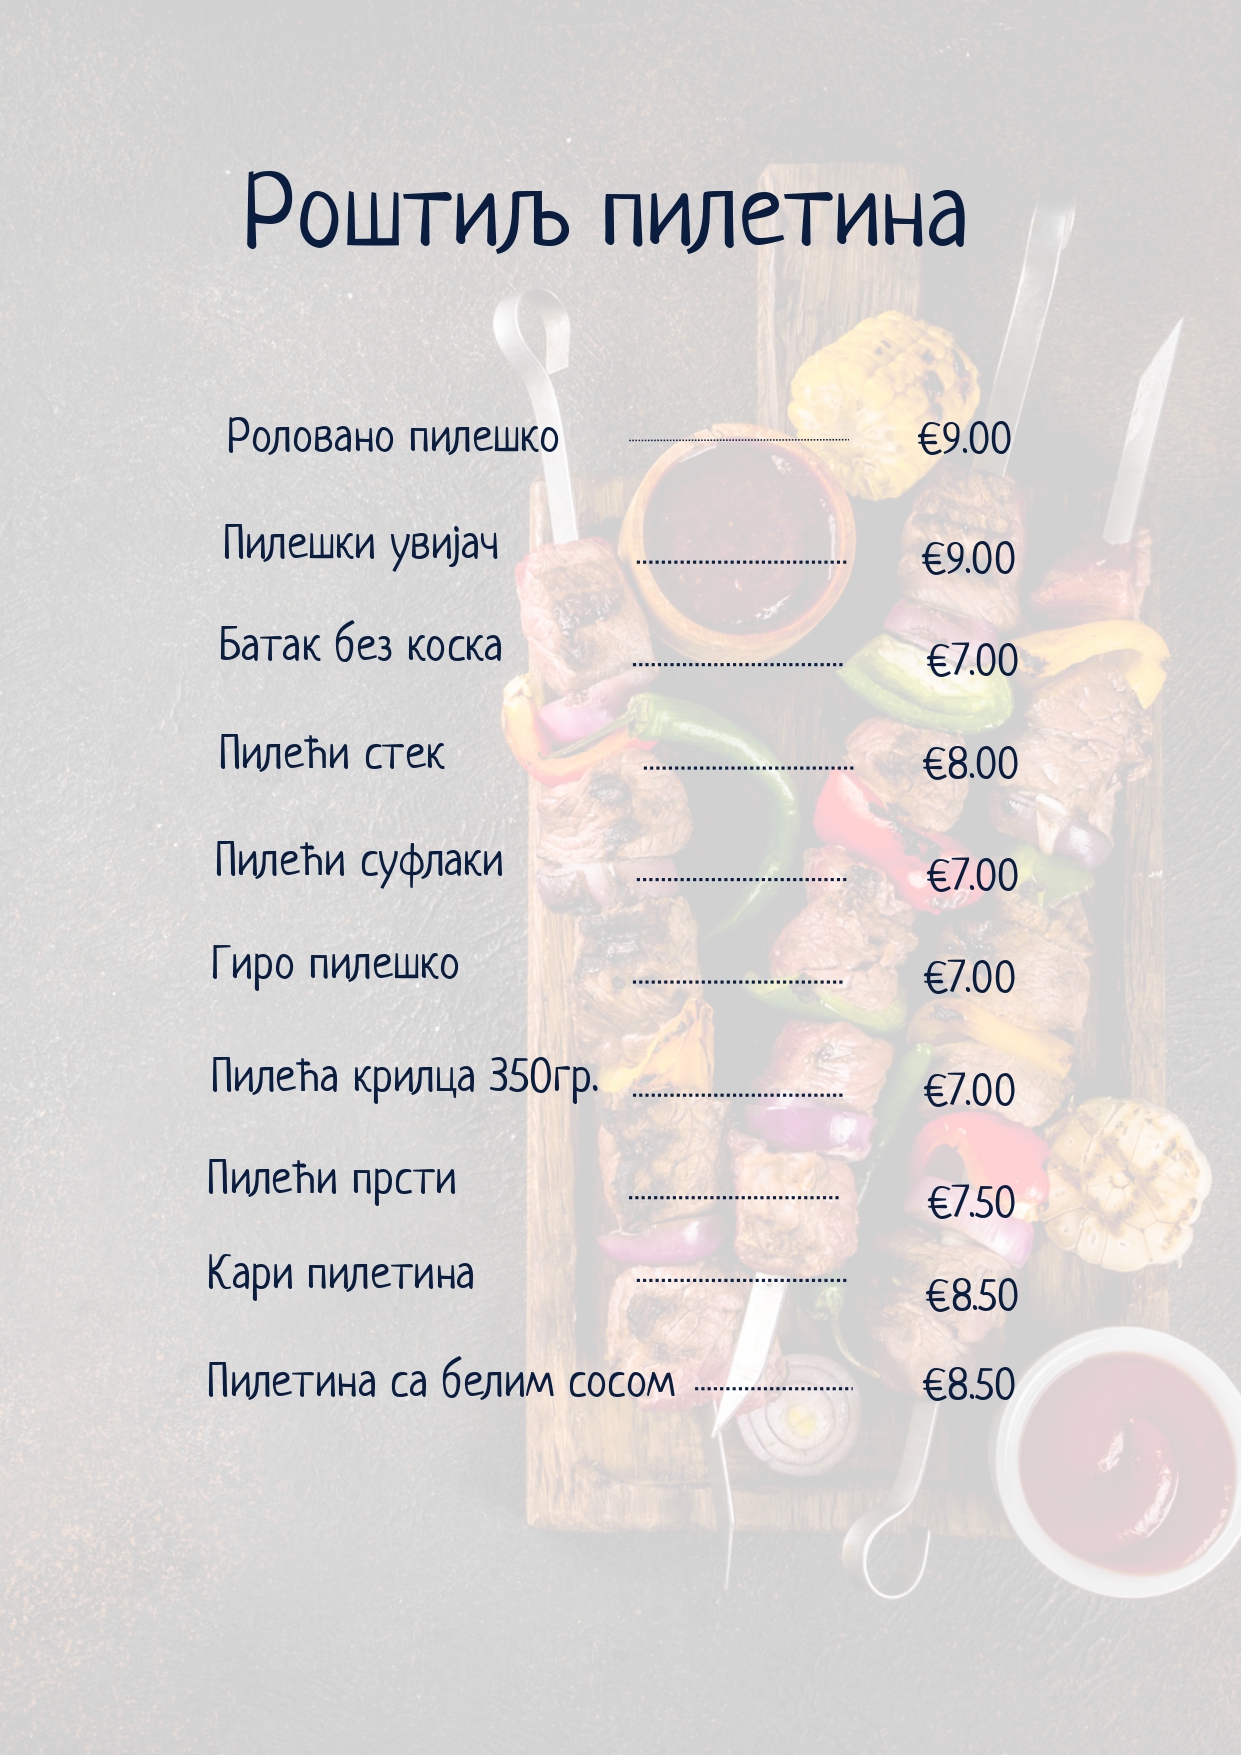 Роштиљ пилетина
Роловано пилешко ........ €9.00
Пилешки увијач ........ €9.00
Батак без коска ........ €7.00
Пилећи стек ........ €8.00
Пилећи суфлаки ........ €7.00
Гиро пилешко ........ €7.00
Пилећа крилца 350гр. ........ €7.00
Пилећи прсти ........ €7.50
Кари пилетина ........ €8.50
Пилетина са белим сосом ........ €8.50